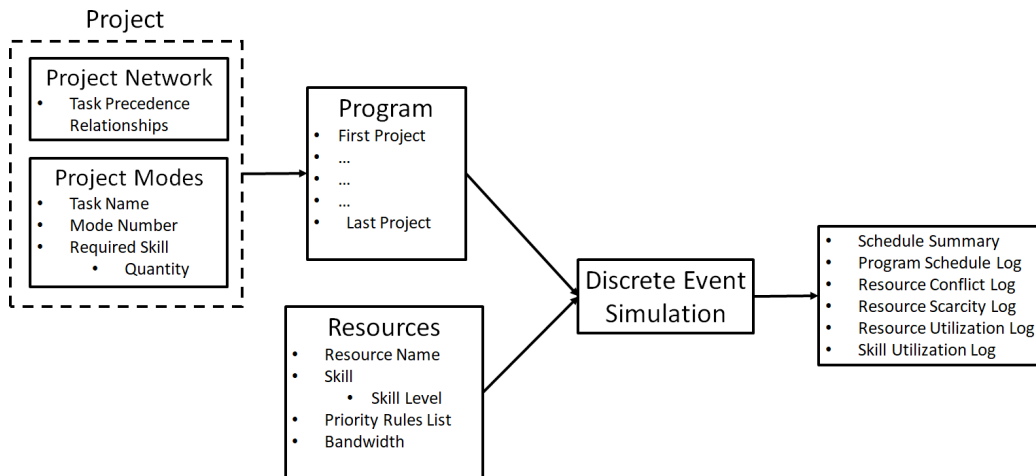 Project
Project Network
• Task Precedence
Relationships
Project Modes
• Task Name
• Mode Number
• Required Skill
• Quantity
Program
• First Project
• ...
• ...
• ...
• Last Project
Resources
• Resource Name
• Skill
• Skill Level
• Priority Rules List
• Bandwidth
Discrete Event
Simulation
• Schedule Summary
• Program Schedule Log
• Resource Conflict Log
• Resource Scarcity Log
• Resource Utilization Log
• Skill Utilization Log